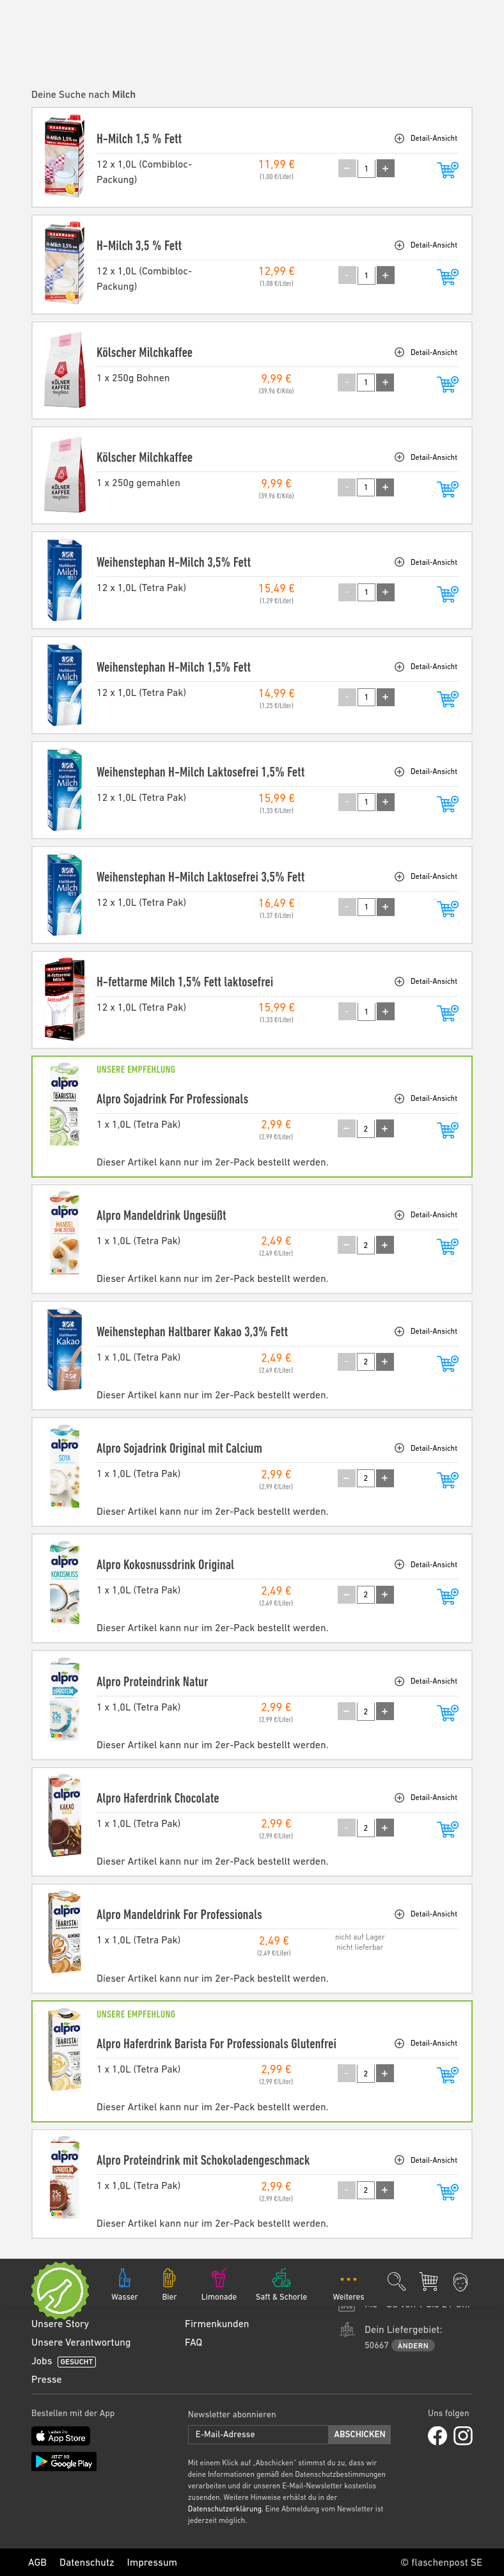 Deine Suche nach Milch
H-Milch 1,5 % Fett
Detail-Ansicht
12 x 1,0L (Combibloc-
Packung)
11,99 €
(1,00 €/Liter)
− 1 +
H-Milch 3,5 % Fett
Detail-Ansicht
12 x 1,0L (Combibloc-
Packung)
12,99 €
(1,08 €/Liter)
- 1 +
Kölscher Milchkaffee
Detail-Ansicht
1 x 250g Bohnen
9,99 €
(39,96 €/Kilo)
- 1 +
Kölscher Milchkaffee
Detail-Ansicht
1 x 250g gemahlen
9,99 €
(39,96 €/Kilo)
- 1 +
Weihenstephan H-Milch 3,5% Fett
Detail-Ansicht
12 x 1,0L (Tetra Pak)
15,49 €
(1,29 €/Liter)
- 1 +
Weihenstephan H-Milch 1,5% Fett
Detail-Ansicht
12 x 1,0L (Tetra Pak)
14,99 €
(1,25 €/Liter)
- 1 +
Weihenstephan H-Milch Laktosefrei 1,5% Fett
Detail-Ansicht
12 x 1,0L (Tetra Pak)
15,99 €
(1,33 €/Liter)
- 1 +
Weihenstephan H-Milch Laktosefrei 3,5% Fett
Detail-Ansicht
12 x 1,0L (Tetra Pak)
16,49 €
(1,37 €/Liter)
- 1 +
H-fettarme Milch 1,5% Fett laktosefrei
Detail-Ansicht
12 x 1,0L (Tetra Pak)
15,99 €
(1,33 €/Liter)
- 1 +
UNSERE EMPFEHLUNG
Alpro Sojadrink For Professionals
Detail-Ansicht
1 x 1,0L (Tetra Pak)
2,99 €
(2,99 €/Liter)
− 2 +
Dieser Artikel kann nur im 2er-Pack bestellt werden.
Alpro Mandeldrink Ungesüßt
Detail-Ansicht
1 x 1,0L (Tetra Pak)
2,49 €
(2,49 €/Liter)
− 2 +
Dieser Artikel kann nur im 2er-Pack bestellt werden.
Weihenstephan Haltbarer Kakao 3,3% Fett
Detail-Ansicht
1 x 1,0L (Tetra Pak)
2,49 €
(2,49 €/Liter)
- 2 +
Dieser Artikel kann nur im 2er-Pack bestellt werden.
Alpro Sojadrink Original mit Calcium
Detail-Ansicht
1 x 1,0L (Tetra Pak)
2,99 €
(2,99 €/Liter)
− 2 +
Dieser Artikel kann nur im 2er-Pack bestellt werden.
Alpro Kokosnussdrink Original
Detail-Ansicht
1 x 1,0L (Tetra Pak)
2,49 €
(2,49 €/Liter)
− 2 +
Dieser Artikel kann nur im 2er-Pack bestellt werden.
Alpro Proteindrink Natur
Detail-Ansicht
1 x 1,0L (Tetra Pak)
2,99 €
(2,99 €/Liter)
− 2 +
Dieser Artikel kann nur im 2er-Pack bestellt werden.
Alpro Haferdrink Chocolate
Detail-Ansicht
1 x 1,0L (Tetra Pak)
2,99 €
(2,99 €/Liter)
- 2 +
Dieser Artikel kann nur im 2er-Pack bestellt werden.
Alpro Mandeldrink For Professionals
Detail-Ansicht
1 x 1,0L (Tetra Pak)
2,49 €
(2,49 €/Liter)
nicht auf Lager
nicht lieferbar
Dieser Artikel kann nur im 2er-Pack bestellt werden.
UNSERE EMPFEHLUNG
Alpro Haferdrink Barista For Professionals Glutenfrei
Detail-Ansicht
1 x 1,0L (Tetra Pak)
2,99 €
(2,99 €/Liter)
- 2 +
Dieser Artikel kann nur im 2er-Pack bestellt werden.
Alpro Proteindrink mit Schokoladengeschmack
Detail-Ansicht
1 x 1,0L (Tetra Pak)
2,99 €
(2,99 €/Liter)
- 2 +
Dieser Artikel kann nur im 2er-Pack bestellt werden.
Wasser Bier Limonade Saft & Schorle Weiteres
Unsere Story
Unsere Verantwortung
Jobs GESUCHT
Presse
Firmenkunden
FAQ
Dein Liefergebiet:
50667 ÄNDERN
Bestellen mit der App
Laden im
App Store
JETZT BEI
Google Play
Newsletter abonnieren
E-Mail-Adresse ABSCHICKEN
Mit einem Klick auf „Abschicken" stimmst du zu, dass wir
deine Informationen gemäß den Datenschutzbestimmungen
verarbeiten und dir unseren E-Mail-Newsletter kostenlos
zusenden. Weitere Hinweise erhälst du in der
Datenschutzerklärung. Eine Abmeldung vom Newsletter ist
jederzeit möglich.
Uns folgen
AGB Datenschutz Impressum © flaschenpost SE